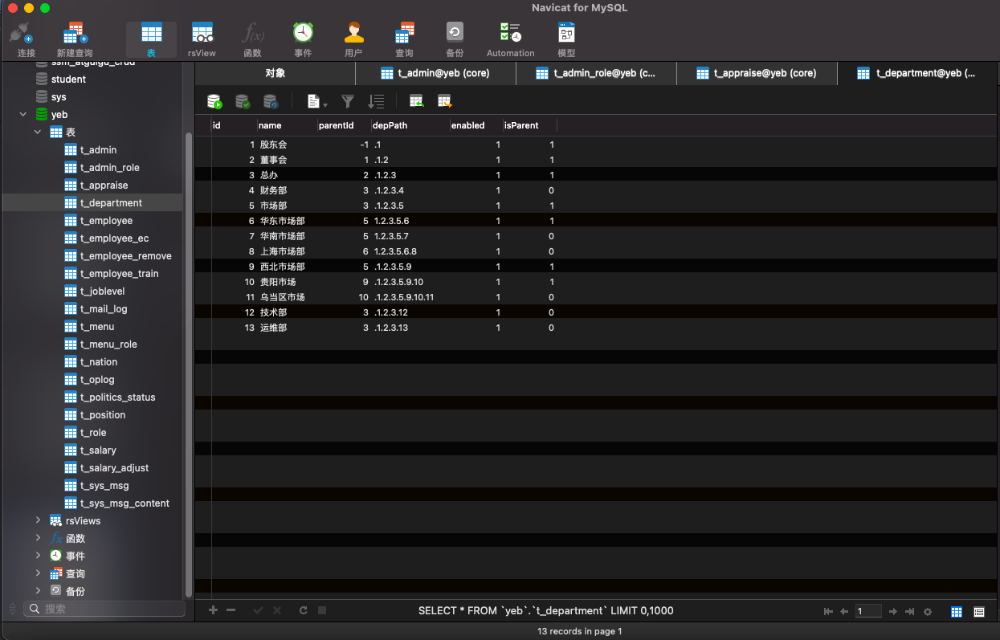 Navicat for MySQL
连接 新建查询 表 rsView 函数 事件 用户 查询 备份 Automation 模型
ssm_atguigu_crud
student
sys
yeb
表
t_admin
t_admin_role
t_appraise
t_department
t_employee
t_employee_ec
t_employee_remove
t_employee_train
t_joblevel
t_mail_log
t_menu
t_menu_role
t_nation
t_oplog
t_politics_status
t_position
t_role
t_salary
t_salary_adjust
t_sys_msg
t_sys_msg_content
rsViews
函数
事件
查询
备份
搜索
对象 t_admin@yeb (core) t_admin_role@yeb (c... t_appraise@yeb (core) t_department@yeb (...
id name parentId depPath enabled isParent
1 股东会 -1 .1 1 1
2 董事会 1 .1.2 1 1
3 总办 2 .1.2.3 1 1
4 财务部 3 .1.2.3.4 1 0
5 市场部 3 .1.2.3.5 1 1
6 华东市场部 5 1.2.3.5.6 1 1
7 华南市场部 5 1.2.3.5.7 1 0
8 上海市场部 6 1.2.3.5.6.8 1 0
9 西北市场部 5 .1.2.3.5.9 1 1
10 贵阳市场 9 .1.2.3.5.9.10 1 1
11 乌当区市场 10 .1.2.3.5.9.10.11 1 0
12 技术部 3 .1.2.3.12 1 0
13 运维部 3 .1.2.3.13 1 0
SELECT * FROM `yeb`.`t_department` LIMIT 0,1000
1
13 records in page 1